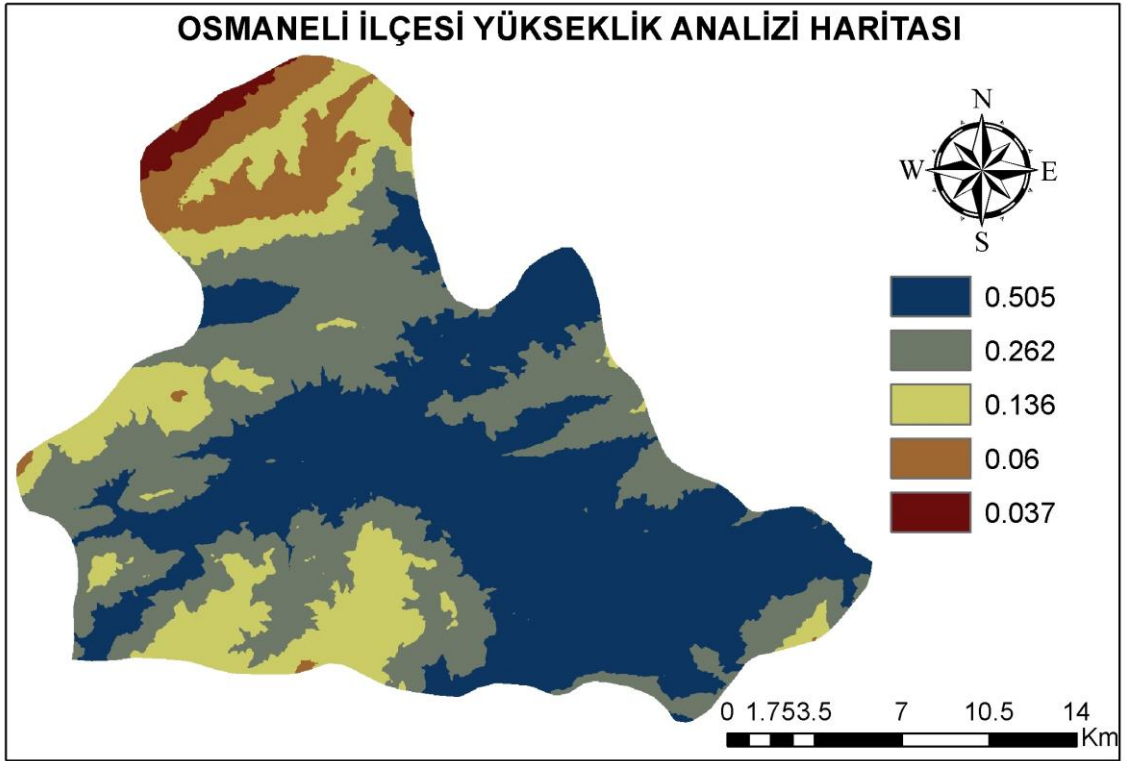 OSMANELİ İLÇESİ YÜKSEKLİK ANALİZİ HARİTASI
N
W E
S
0.505
0.262
0.136
0.06
0.037
0 1.753.5 7 10.5 14
Km